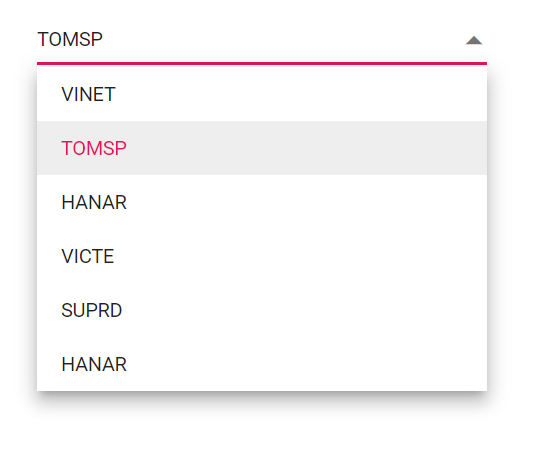 TOMSP
VINET
TOMSP
HANAR
VICTE
SUPRD
HANAR